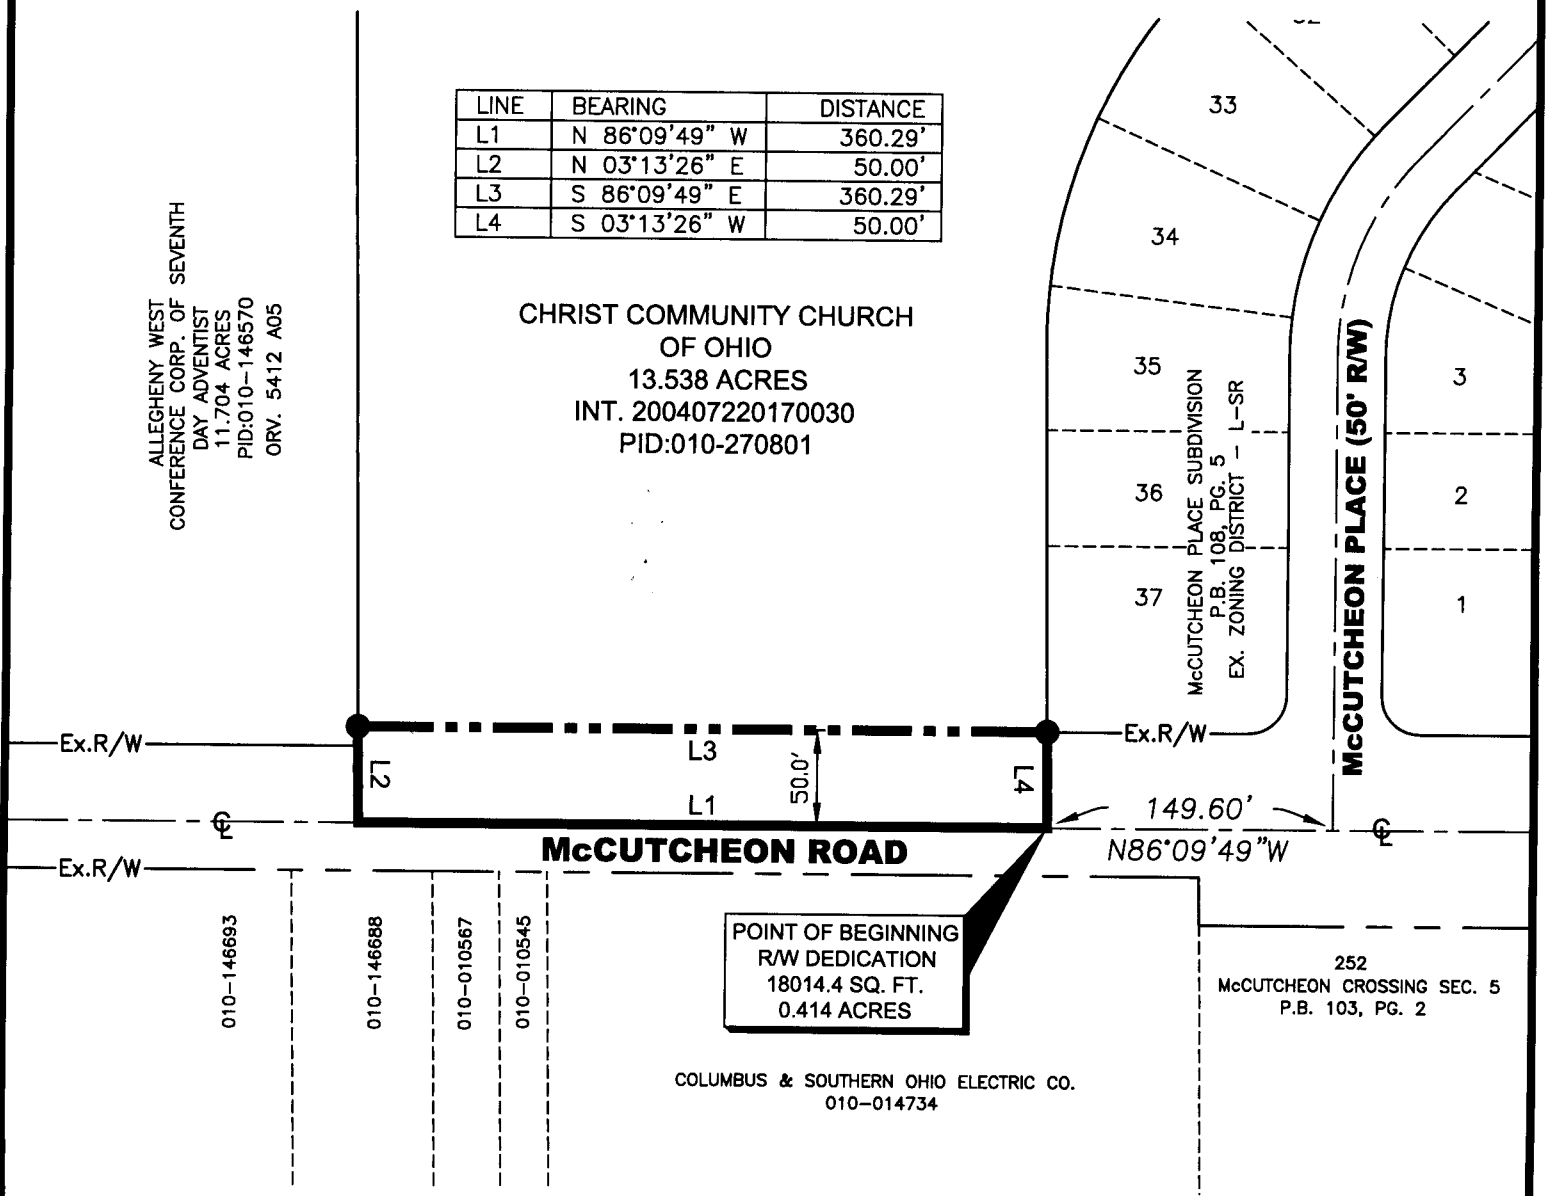 LINE BEARING DISTANCE
L1 N 86°09'49" W 360.29'
L2 N 03°13'26" E 50.00'
L3 S 86°09'49" E 360.29'
L4 S 03°13'26" W 50.00'
ALLEGHENY WEST
CONFERENCE CORP. OF SEVENTH
DAY ADVENTIST
11.704 ACRES
PID:010-146570
ORV. 5412 A05
CHRIST COMMUNITY CHURCH
OF OHIO
13.538 ACRES
INT. 200407220170030
PID:010-270801
33
34
35
36
37
McCUTCHEON PLACE SUBDIVISION
P.B. 108, PG. 5
EX. ZONING DISTRICT - L-SR
McCUTCHEON PLACE (50' R/W)
3
2
1
Ex.R/W
L2
L3
50.0'
L4
Ex.R/W
L1
149.60'
℄
℄
McCUTCHEON ROAD
N86°09'49"W
Ex.R/W
010-146693
010-146688
010-010567
010-010545
POINT OF BEGINNING
R/W DEDICATION
18014.4 SQ. FT.
0.414 ACRES
252
McCUTCHEON CROSSING SEC. 5
P.B. 103, PG. 2
COLUMBUS & SOUTHERN OHIO ELECTRIC CO.
010-014734